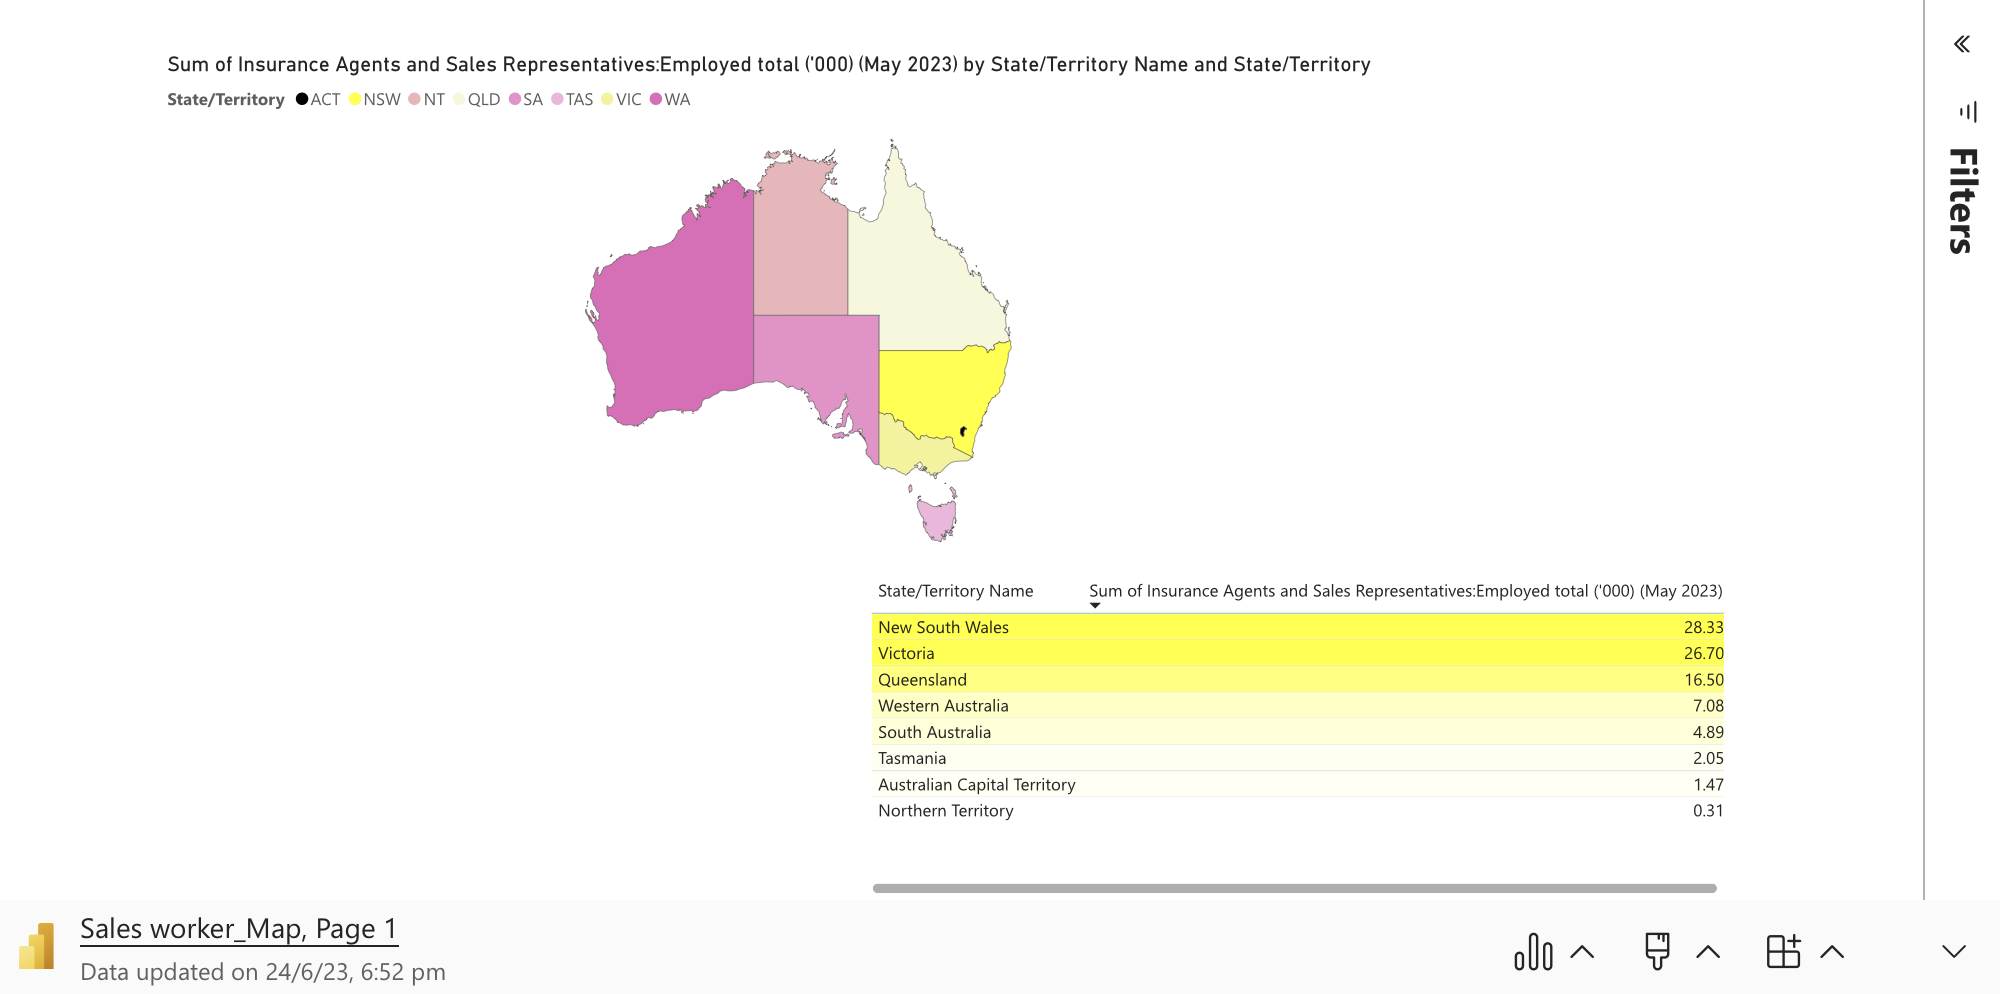 Sum of Insurance Agents and Sales Representatives:Employed total ('000) (May 2023) by State/Territory Name and State/Territory
State/Territory ACT NSW NT QLD SA TAS VIC WA
Filters
State/Territory Name Sum of Insurance Agents and Sales Representatives:Employed total ('000) (May 2023)
New South Wales 28.33
Victoria 26.70
Queensland 16.50
Western Australia 7.08
South Australia 4.89
Tasmania 2.05
Australian Capital Territory 1.47
Northern Territory 0.31
Sales worker_Map, Page 1
Data updated on 24/6/23, 6:52 pm